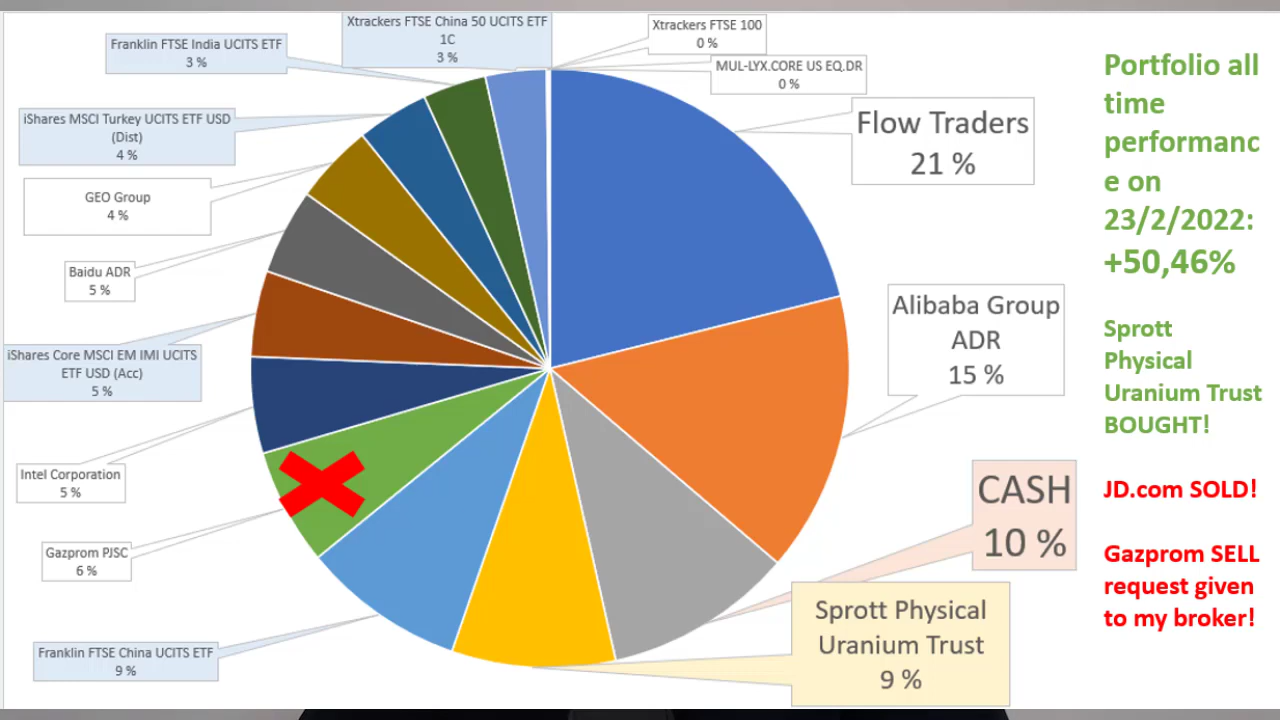 Xtrackers FTSE China 50 UCITS ETF
1C
3 %
Xtrackers FTSE 100
0 %
MUL-LYX.CORE US EQ.DR
0 %
Franklin FTSE India UCITS ETF
3 %
iShares MSCI Turkey UCITS ETF USD
(Dist)
4 %
GEO Group
4 %
Baidu ADR
5 %
iShares Core MSCI EM IMI UCITS
ETF USD (Acc)
5 %
Intel Corporation
5 %
Gazprom PJSC
6 %
Franklin FTSE China UCITS ETF
9 %
Flow Traders
21 %
Alibaba Group
ADR
15 %
CASH
10 %
Sprott Physical
Uranium Trust
9 %
Portfolio all
time
performanc
e on
23/2/2022:
+50,46%
Sprott
Physical
Uranium Trust
BOUGHT!
JD.com SOLD!
Gazprom SELL
request given
to my broker!